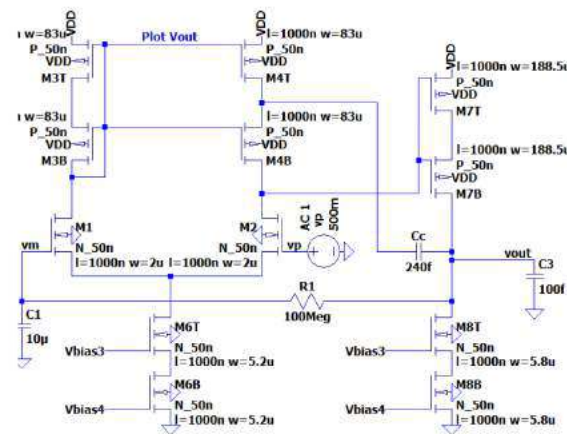 n w=83u
VDD
P_50n
VDD
M3T
Plot Vout
VDD
l=1000n w=83u
P_50n
VDD
M4T
VDD
l=1000n w=188.5u
P_50n
VDD
M7T
n w=83u
P_50n
VDD
M3B
l=1000n w=83u
P_50n
VDD
M4B
l=1000n w=188.5u
P_50n
VDD
M7B
M1
vm
N_50n
l=1000n w=2u
M2
N_50n
l=1000n w=2u
vp
AC 1
vp
500m
Cc
240f
vout
C3
100f
R1
100Meg
C1
10µ
M6T
Vbias3
N_50n
l=1000n w=5.2u
M6B
Vbias4
N_50n
l=1000n w=5.2u
M8T
Vbias3
N_50n
l=1000n w=5.8u
M8B
Vbias4
N_50n
l=1000n w=5.8u